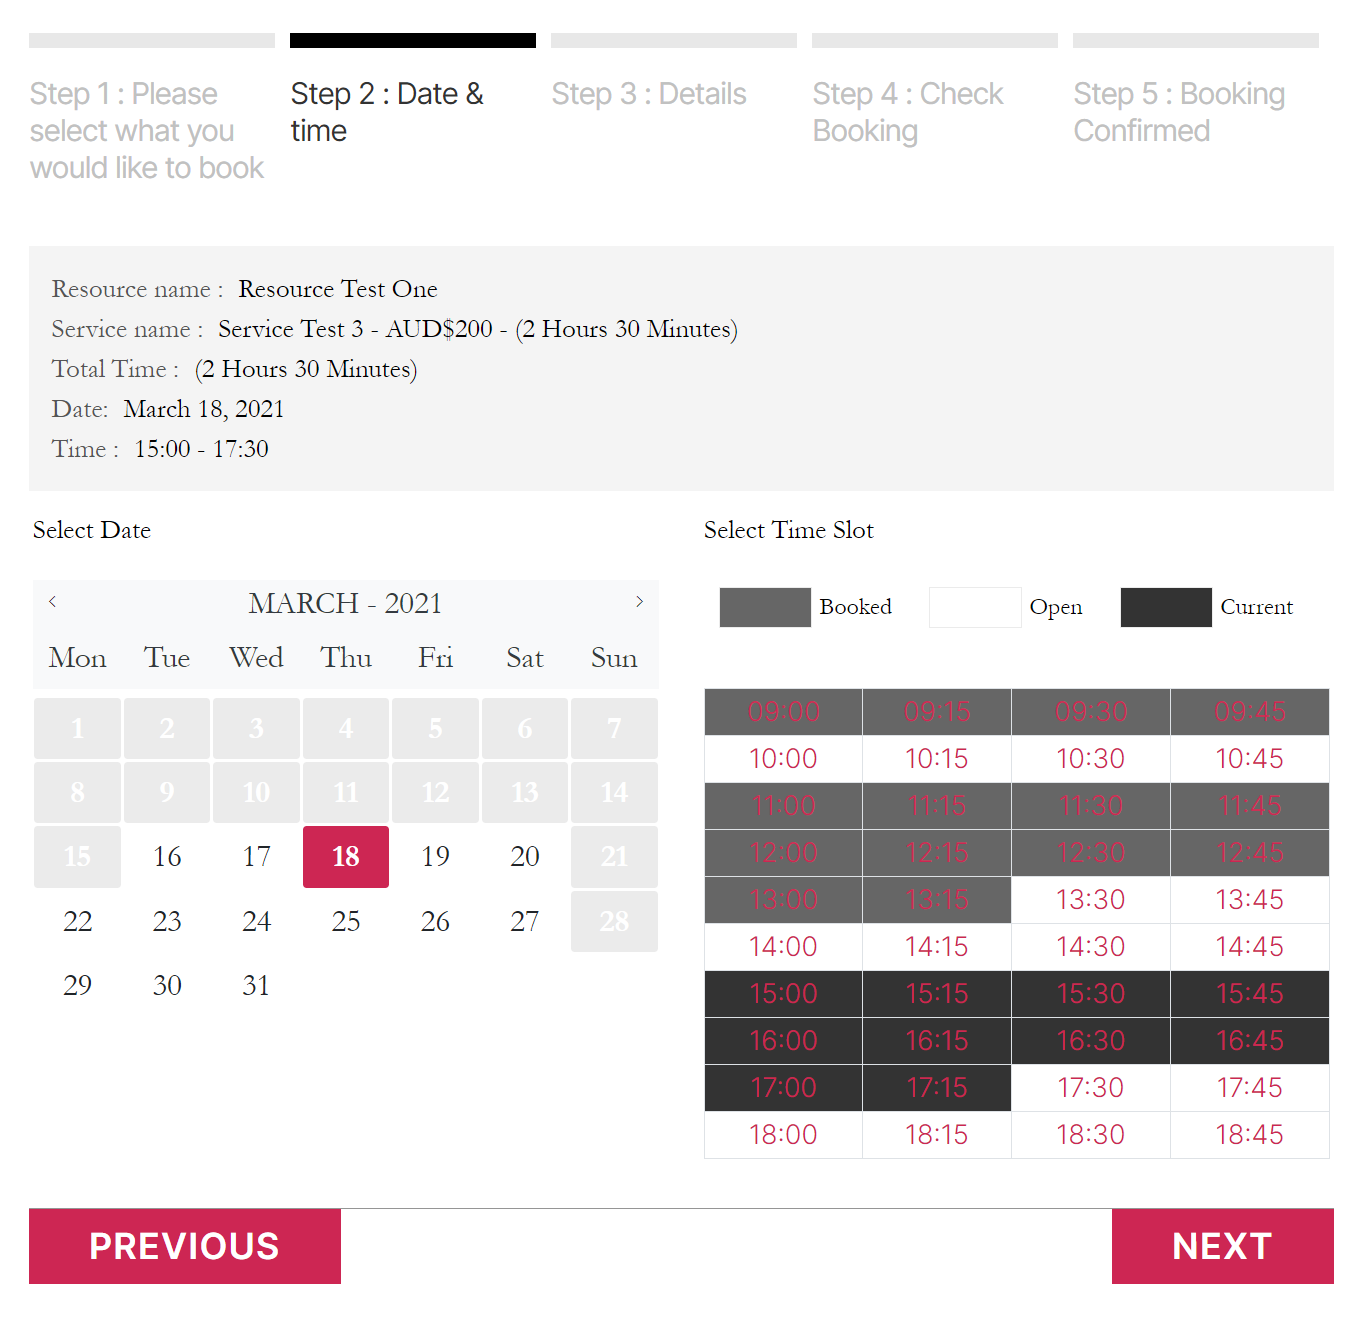 Step 1 : Please
select what you
would like to book
Step 2 : Date &
time
Step 3 : Details
Step 4 : Check
Booking
Step 5 : Booking
Confirmed
Resource name : Resource Test One
Service name : Service Test 3 - AUD$200 - (2 Hours 30 Minutes)
Total Time : (2 Hours 30 Minutes)
Date: March 18, 2021
Time : 15:00 - 17:30
Select Date
< MARCH - 2021 >
Mon Tue Wed Thu Fri Sat Sun
1 2 3 4 5 6 7
8 9 10 11 12 13 14
15 16 17 18 19 20 21
22 23 24 25 26 27 28
29 30 31
Select Time Slot
Booked Open Current
09:00 09:15 09:30 09:45
10:00 10:15 10:30 10:45
11:00 11:15 11:30 11:45
12:00 12:15 12:30 12:45
13:00 13:15 13:30 13:45
14:00 14:15 14:30 14:45
15:00 15:15 15:30 15:45
16:00 16:15 16:30 16:45
17:00 17:15 17:30 17:45
18:00 18:15 18:30 18:45
PREVIOUS
NEXT